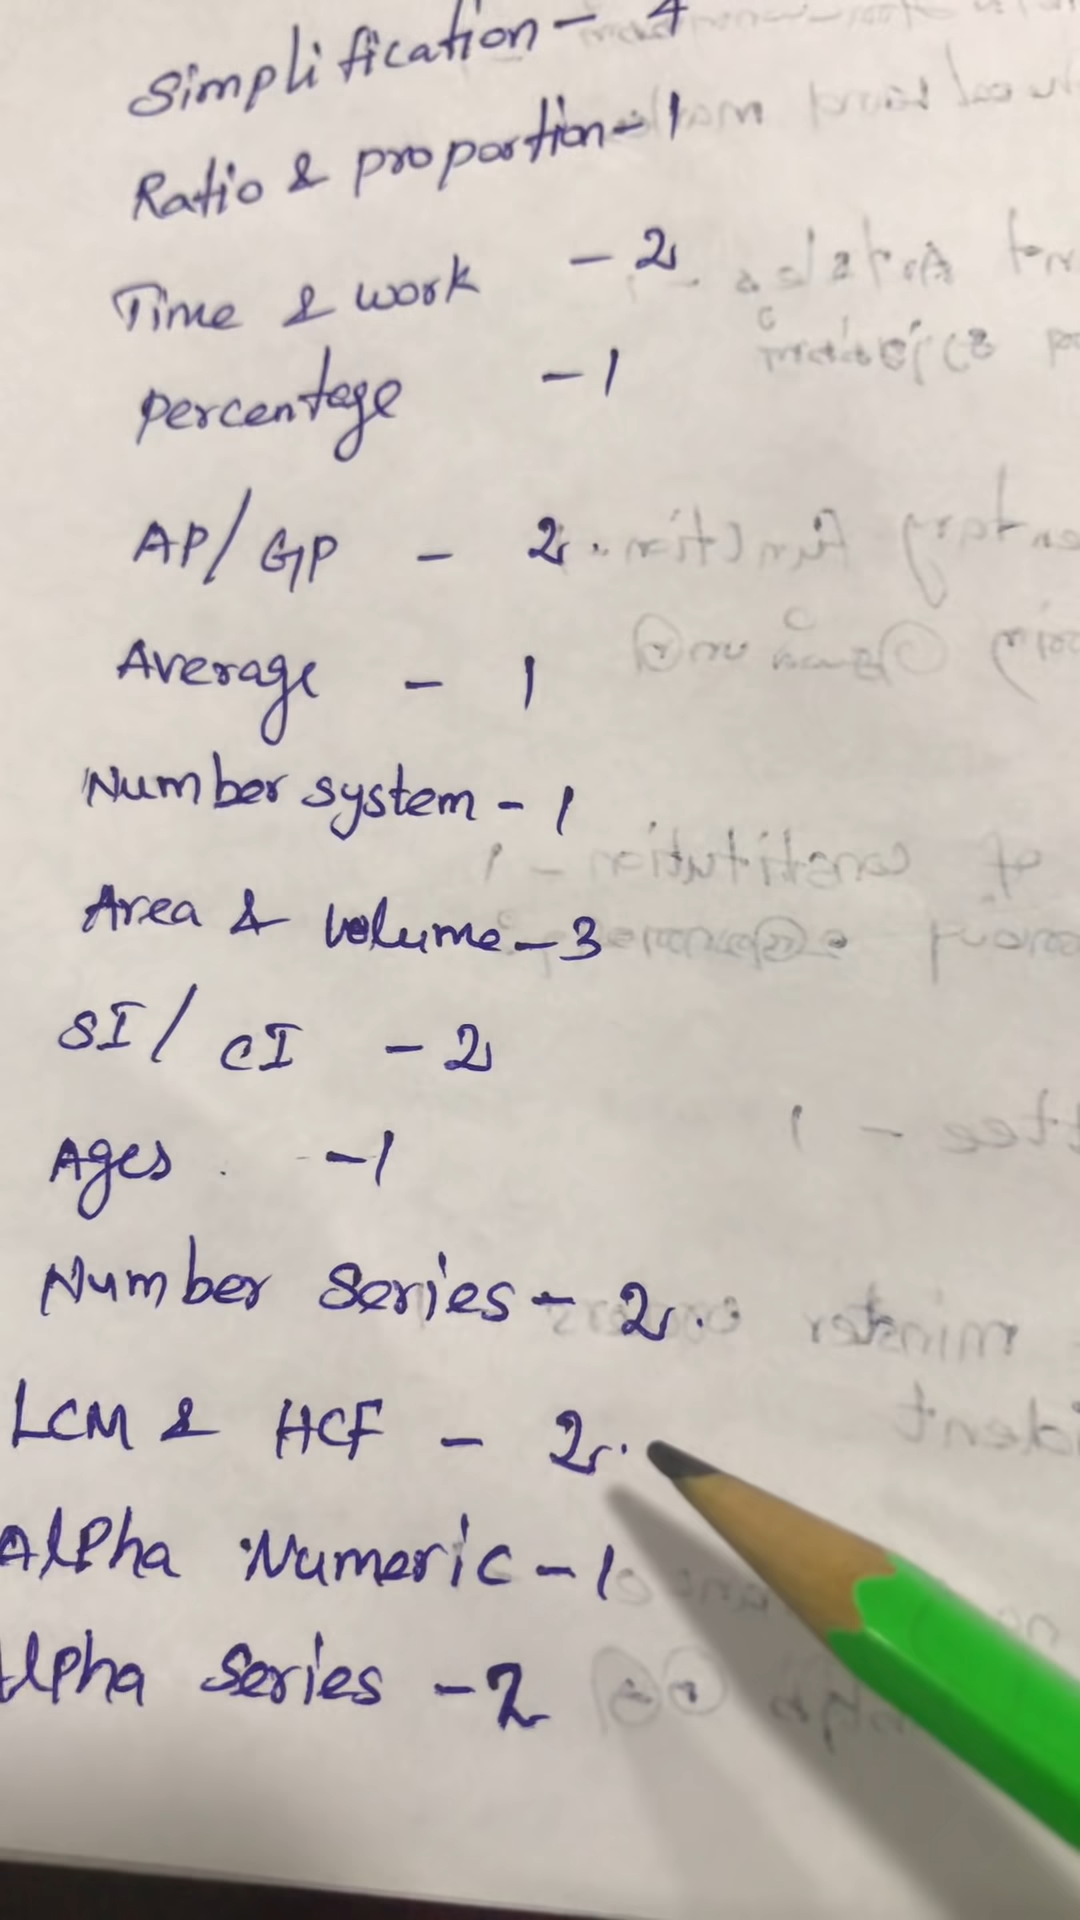 Simplification - 4
Ratio & proportion - 1
Time & work - 2
percentage - 1
AP/GP - 2.
Average - 1
Number system - 1
Area & volume - 3
SI/CI - 2
Ages - 1
Number series - 2.
LCM & HCF - 2.
Alpha Numeric - 1
Alpha series - 2